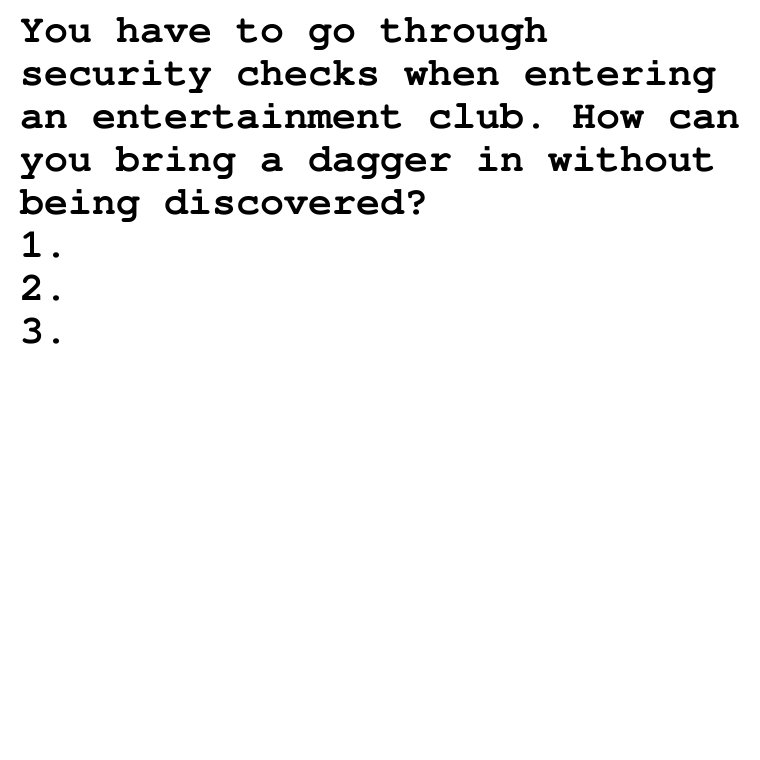 You have to go through
security checks when entering
an entertainment club. How can
you bring a dagger in without
being discovered?
1.
2.
3.